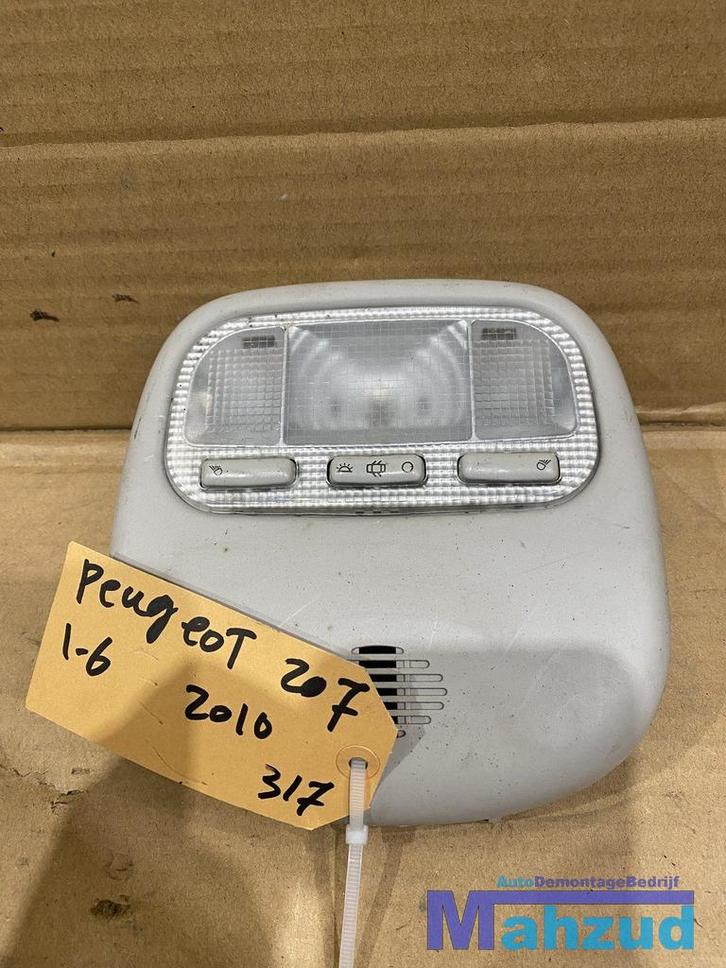 Peugeot 207
1-6
2010
317
AutoDemontageBedrijf
Mahzud